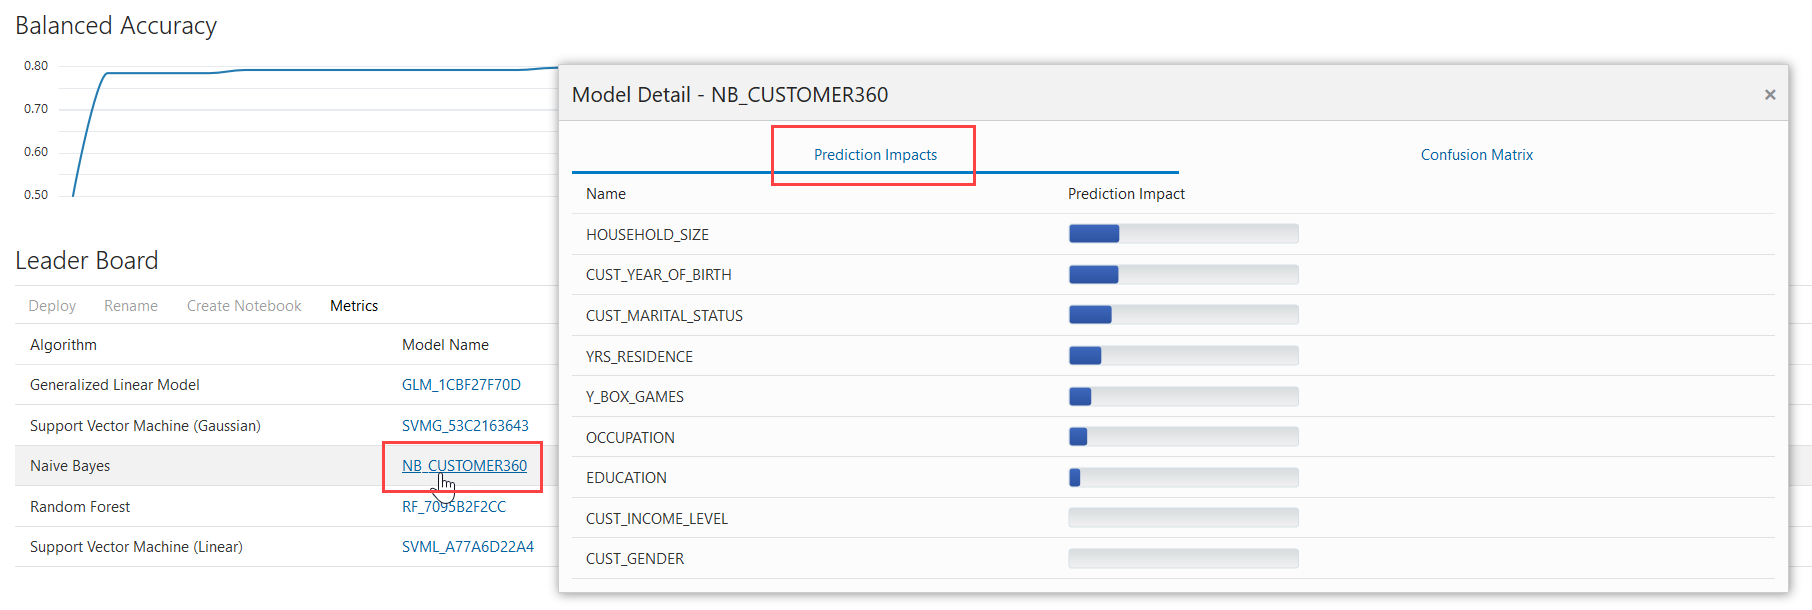 Balanced Accuracy
0.80
0.70
0.60
0.50
Leader Board
Deploy Rename Create Notebook Metrics
Algorithm Model Name
Generalized Linear Model GLM_1CBF27F70D
Support Vector Machine (Gaussian) SVMG_53C2163643
Naive Bayes NB_CUSTOMER360
Random Forest RF_7095B2F2CC
Support Vector Machine (Linear) SVML_A77A6D22A4
Model Detail - NB_CUSTOMER360 ×
Prediction Impacts Confusion Matrix
Name Prediction Impact
HOUSEHOLD_SIZE
CUST_YEAR_OF_BIRTH
CUST_MARITAL_STATUS
YRS_RESIDENCE
Y_BOX_GAMES
OCCUPATION
EDUCATION
CUST_INCOME_LEVEL
CUST_GENDER